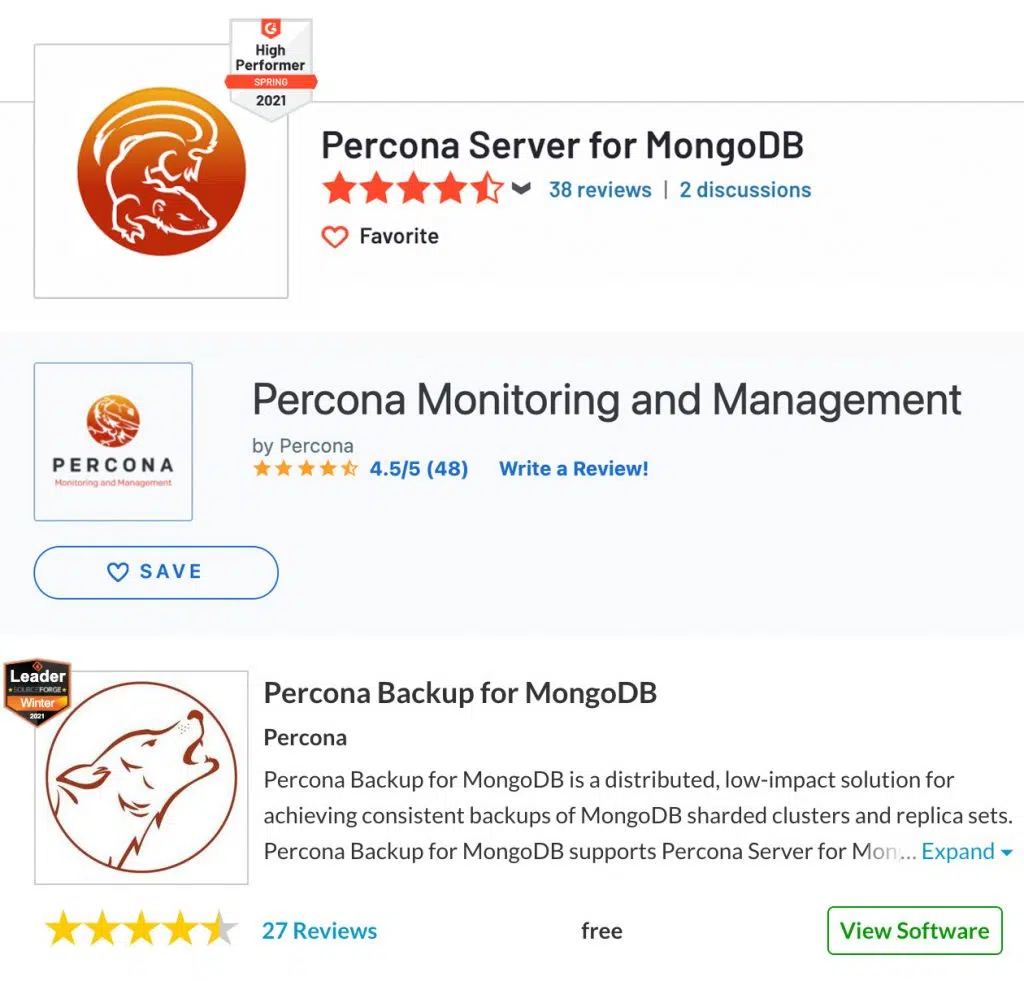 High
Performer
SPRING
2021
Percona Server for MongoDB
38 reviews | 2 discussions
Favorite
PERCONA
Monitoring and Management
Percona Monitoring and Management
by Percona
4.5/5 (48) Write a Review!
SAVE
Leader
SOURCEFORGE
Winter
2021
Percona Backup for MongoDB
Percona
Percona Backup for MongoDB is a distributed, low-impact solution for
achieving consistent backups of MongoDB sharded clusters and replica sets.
Percona Backup for MongoDB supports Percona Server for Mon... Expand
27 Reviews free View Software